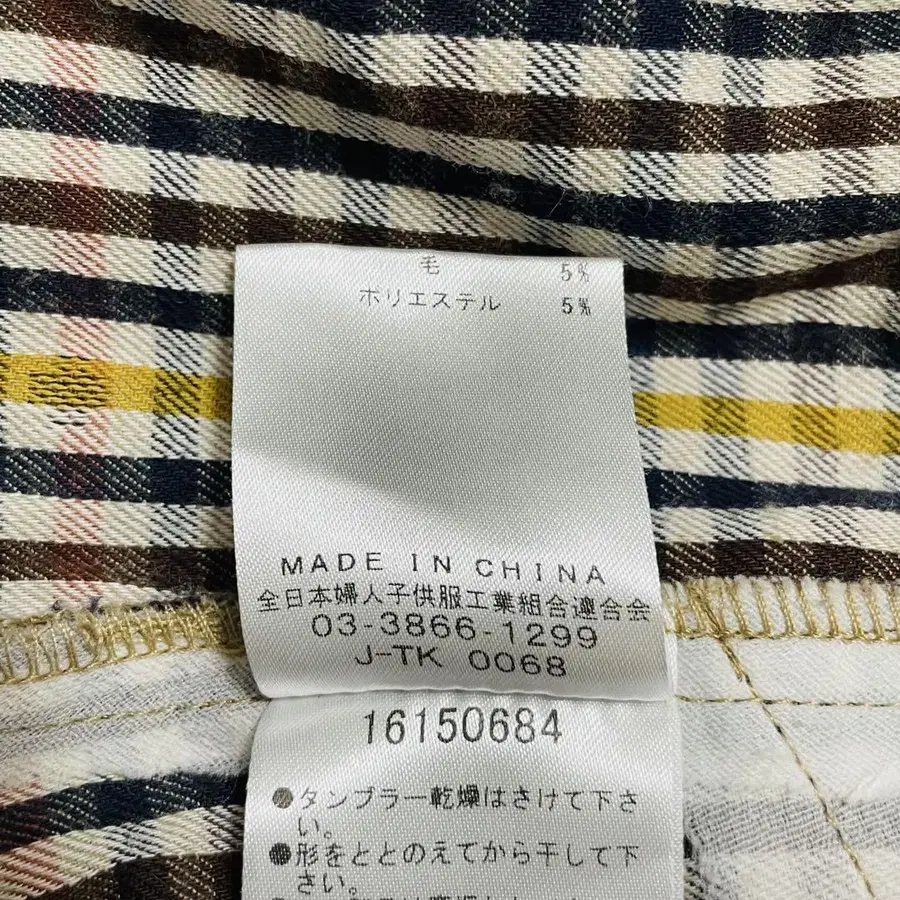 毛 5%
ポリエステル 5%
MADE IN CHINA
全日本婦人子供服工業組合連合会
03-3866-1299
J-TK 0068
16150684
●タンブラー乾燥はさけて下さ
い。
●形をととのえてから干して下
さい。